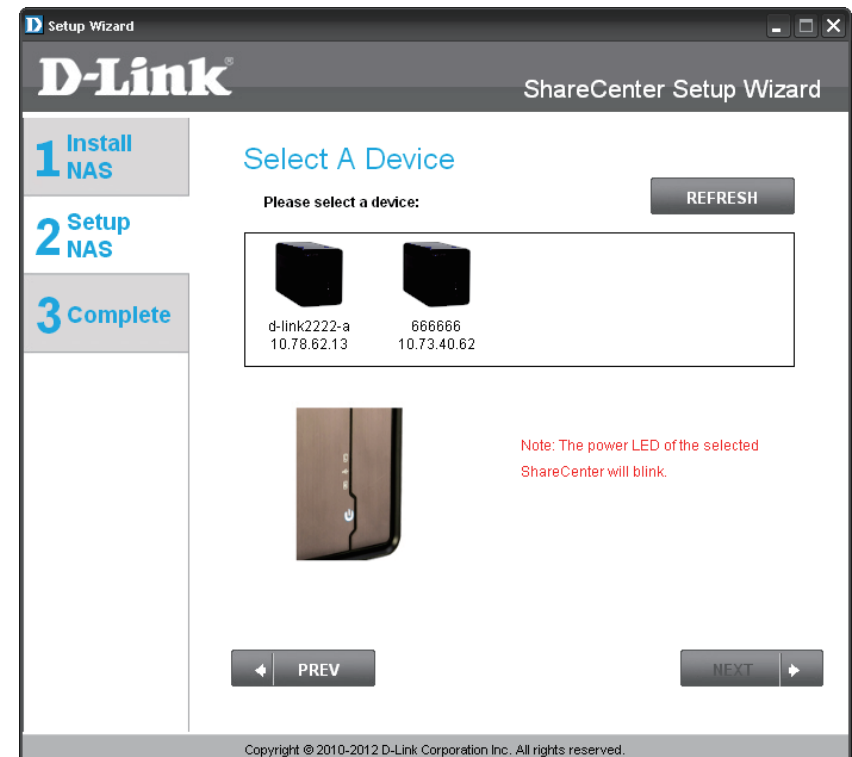 Setup Wizard
D-Link®
ShareCenter Setup Wizard
1 Install NAS
2 Setup NAS
3 Complete
Select A Device
Please select a device:
REFRESH
d-link2222-a
10.78.62.13
666666
10.73.40.62
Note: The power LED of the selected
ShareCenter will blink.
PREV
NEXT
Copyright © 2010-2012 D-Link Corporation Inc. All rights reserved.